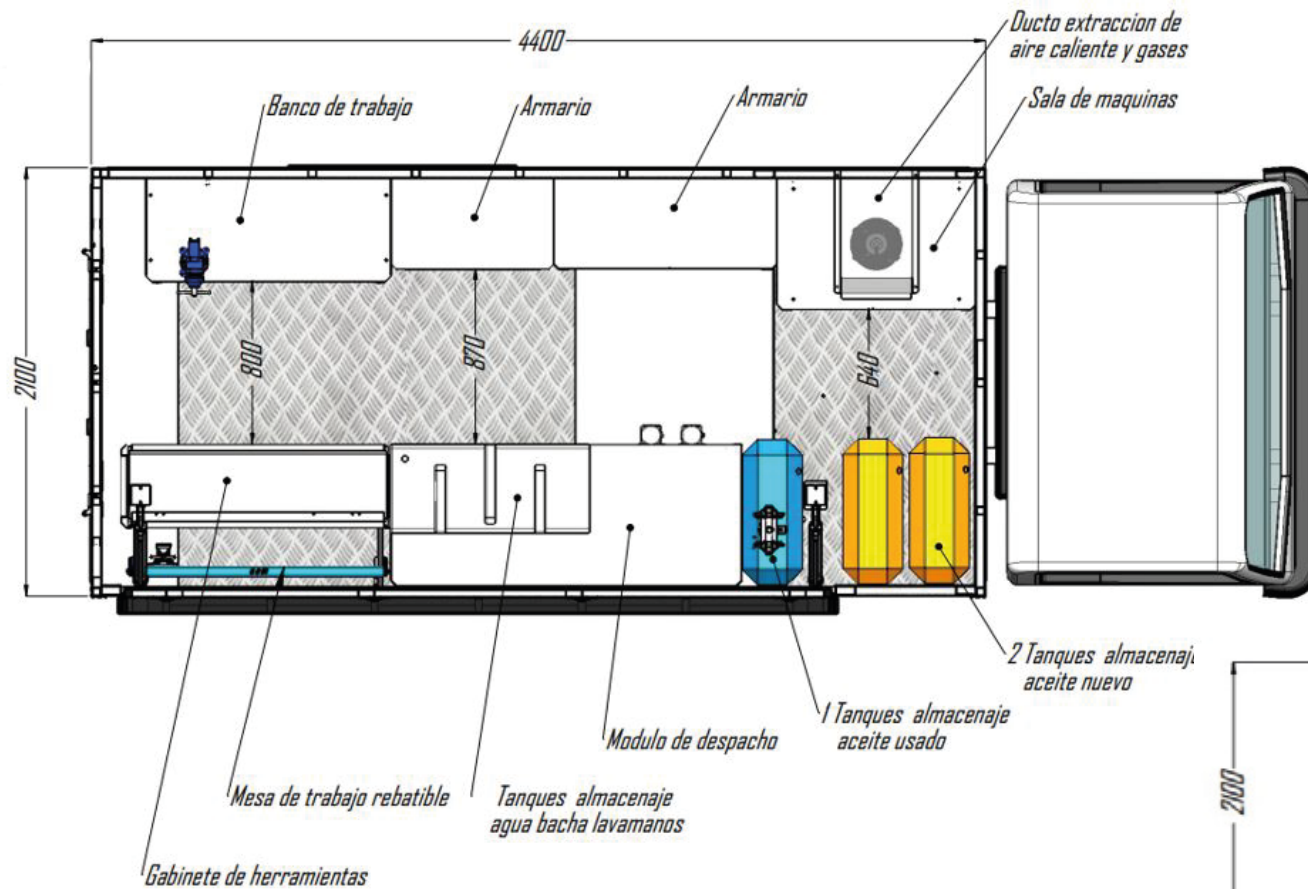 4400
Ducto extraccion de
aire caliente y gases
Banco de trabajo
Armario
Armario
Sala de maquinas
2100
800
870
640
2 Tanques almacenaje
aceite nuevo
1 Tanques almacenaje
aceite usado
Modulo de despacho
Mesa de trabajo rebatible
Tanques almacenaje
agua bacha lavamanos
Gabinete de herramientas
2100